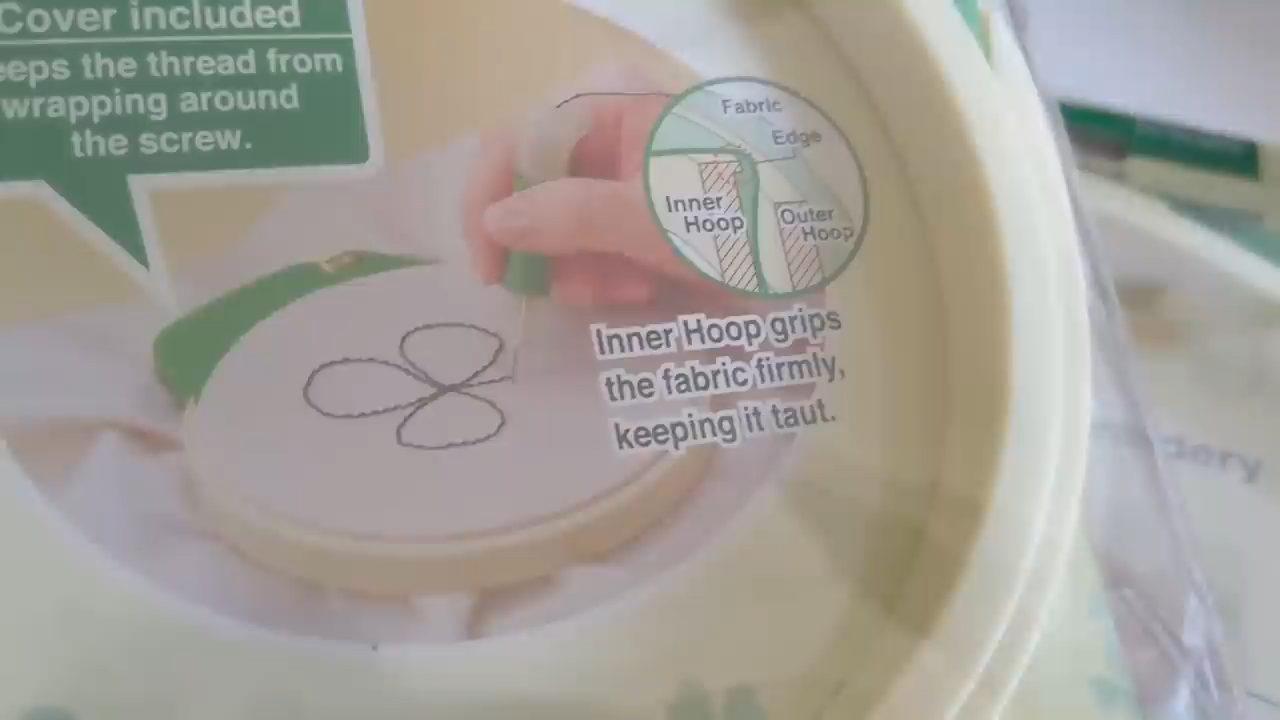 Cover included
eeps the thread from
wrapping around
the screw.
Fabric
Edge
Inner
Hoop
Outer
Hoop
Inner Hoop grips
the fabric firmly,
keeping it taut.